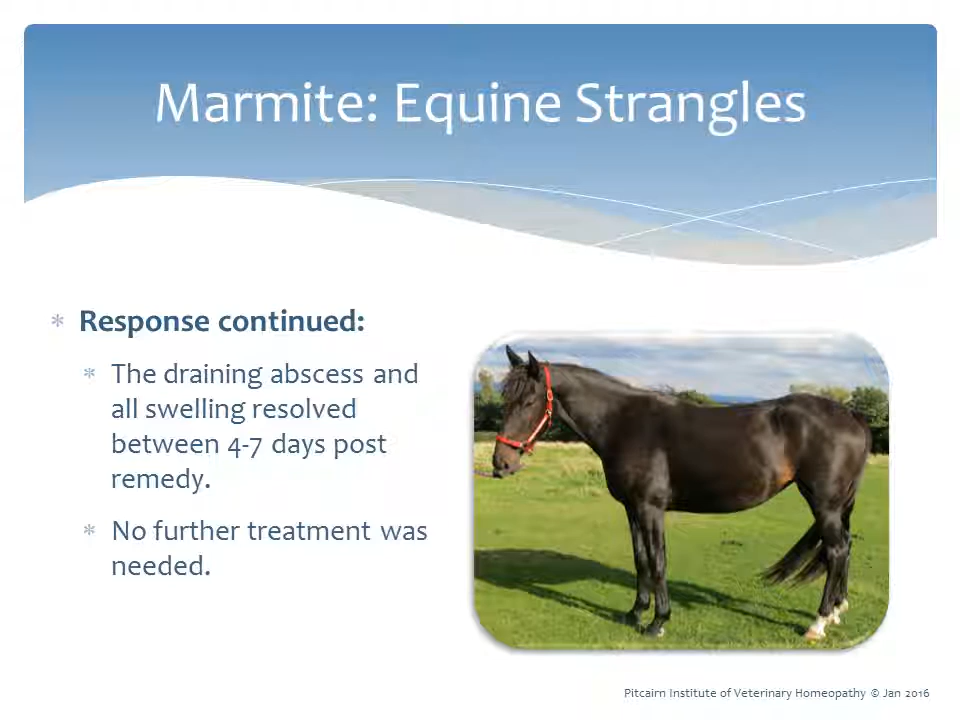 Marmite: Equine Strangles
* Response continued:
* The draining abscess and
all swelling resolved
between 4-7 days post
remedy.
* No further treatment was
needed.
Pitcairn Institute of Veterinary Homeopathy © Jan 2016